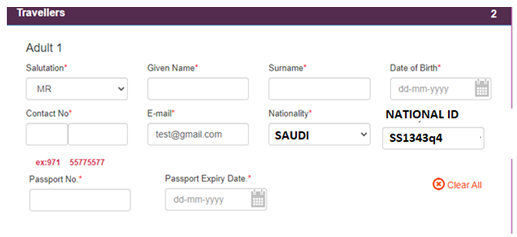 Travellers 2
Adult 1
Salutation* Given Name* Surname* Date of Birth*
MR dd-mm-yyyy
Contact No* E-mail* Nationality* NATIONAL ID
test@gmail.com SAUDI SS1343q4
ex:971 55775577
Passport No.* Passport Expiry Date.*
dd-mm-yyyy Clear All